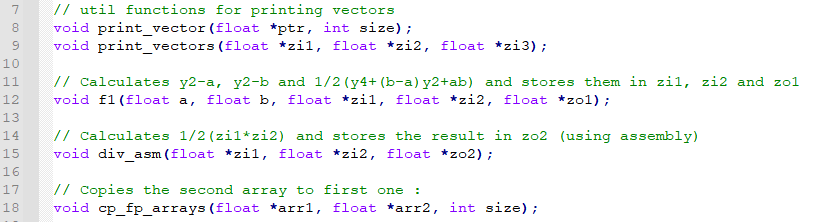 7 // util functions for printing vectors
8 void print_vector(float *ptr, int size);
9 void print_vectors(float *zi1, float *zi2, float *zi3);
10
11 // Calculates y2-a, y2-b and 1/2(y4+(b-a)y2+ab) and stores them in zi1, zi2 and zo1
12 void f1(float a, float b, float *zi1, float *zi2, float *zo1);
13
14 // Calculates 1/2(zi1*zi2) and stores the result in zo2 (using assembly)
15 void div_asm(float *zi1, float *zi2, float *zo2);
16
17 // Copies the second array to first one :
18 void cp_fp_arrays(float *arr1, float *arr2, int size);